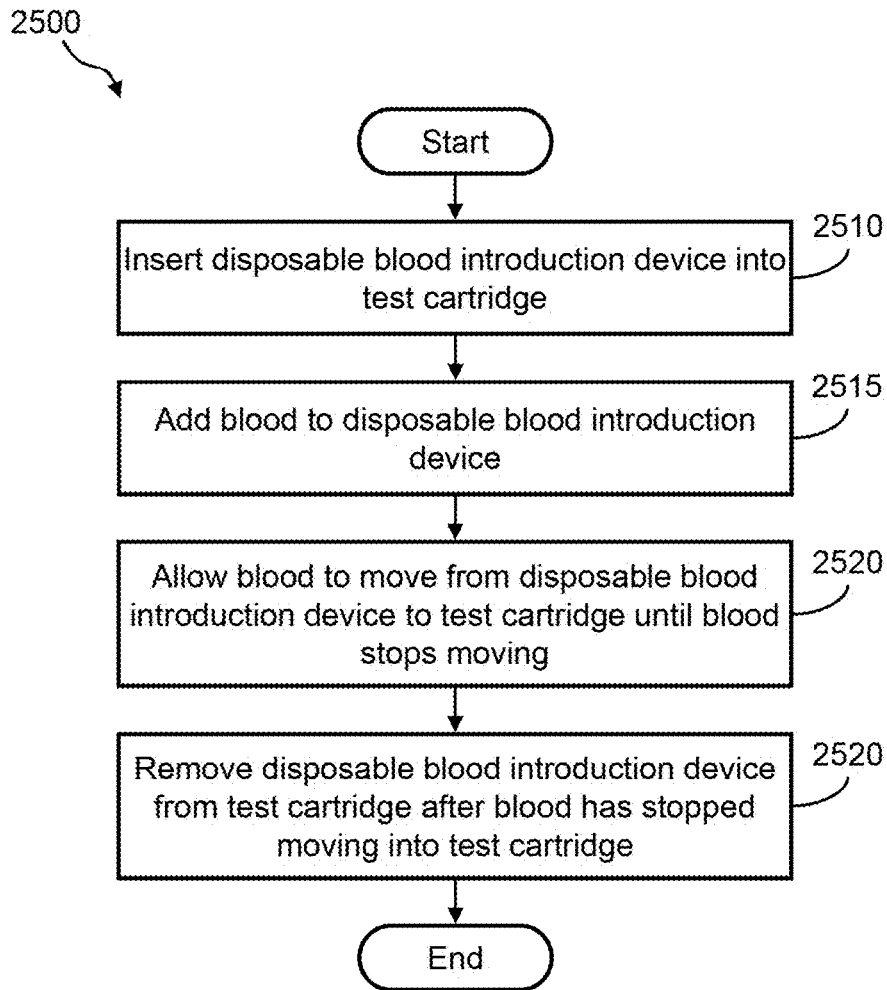 2500
Start
2510
Insert disposable blood introduction device into
test cartridge
2515
Add blood to disposable blood introduction
device
2520
Allow blood to move from disposable blood
introduction device to test cartridge until blood
stops moving
2520
Remove disposable blood introduction device
from test cartridge after blood has stopped
moving into test cartridge
End